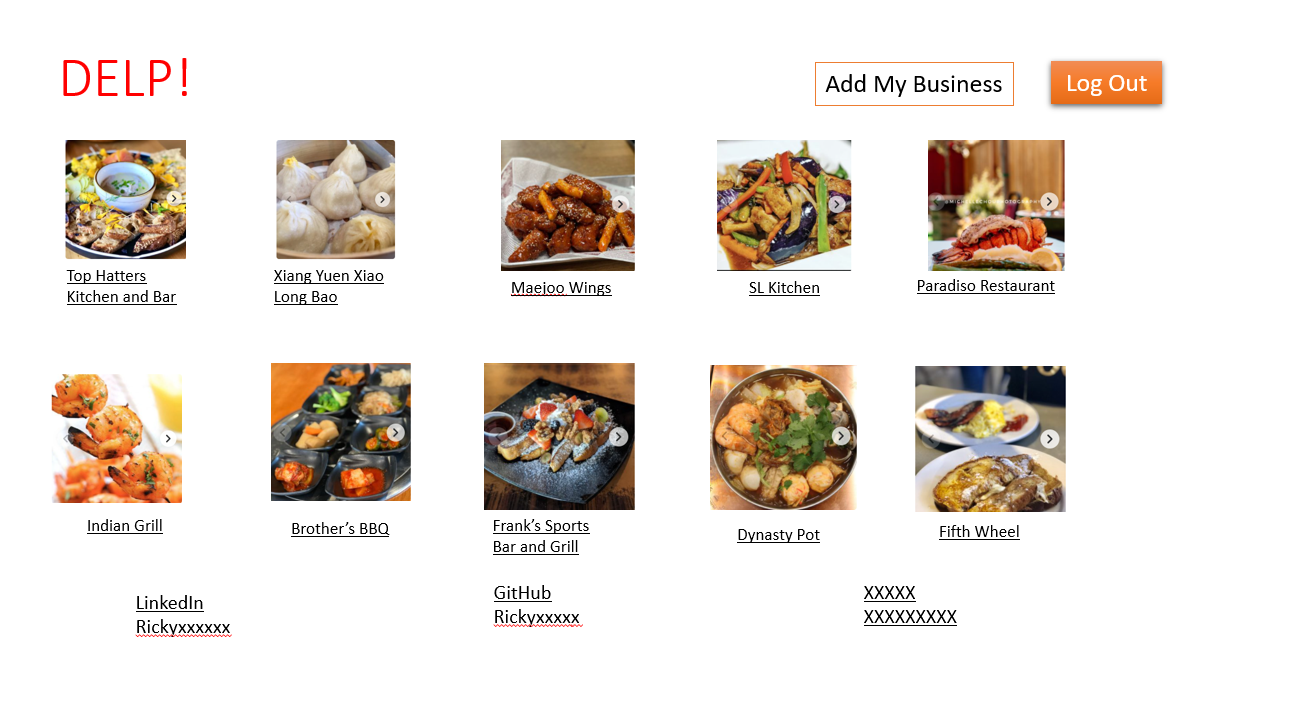 DELP!
Add My Business
Log Out
Top Hatters
Kitchen and Bar
Xiang Yuen Xiao
Long Bao
Maejoo Wings
SL Kitchen
Paradiso Restaurant
Indian Grill
Brother’s BBQ
Frank’s Sports
Bar and Grill
Dynasty Pot
Fifth Wheel
LinkedIn
Rickyxxxxxx
GitHub
Rickyxxxxx
XXXXX
XXXXXXXXX